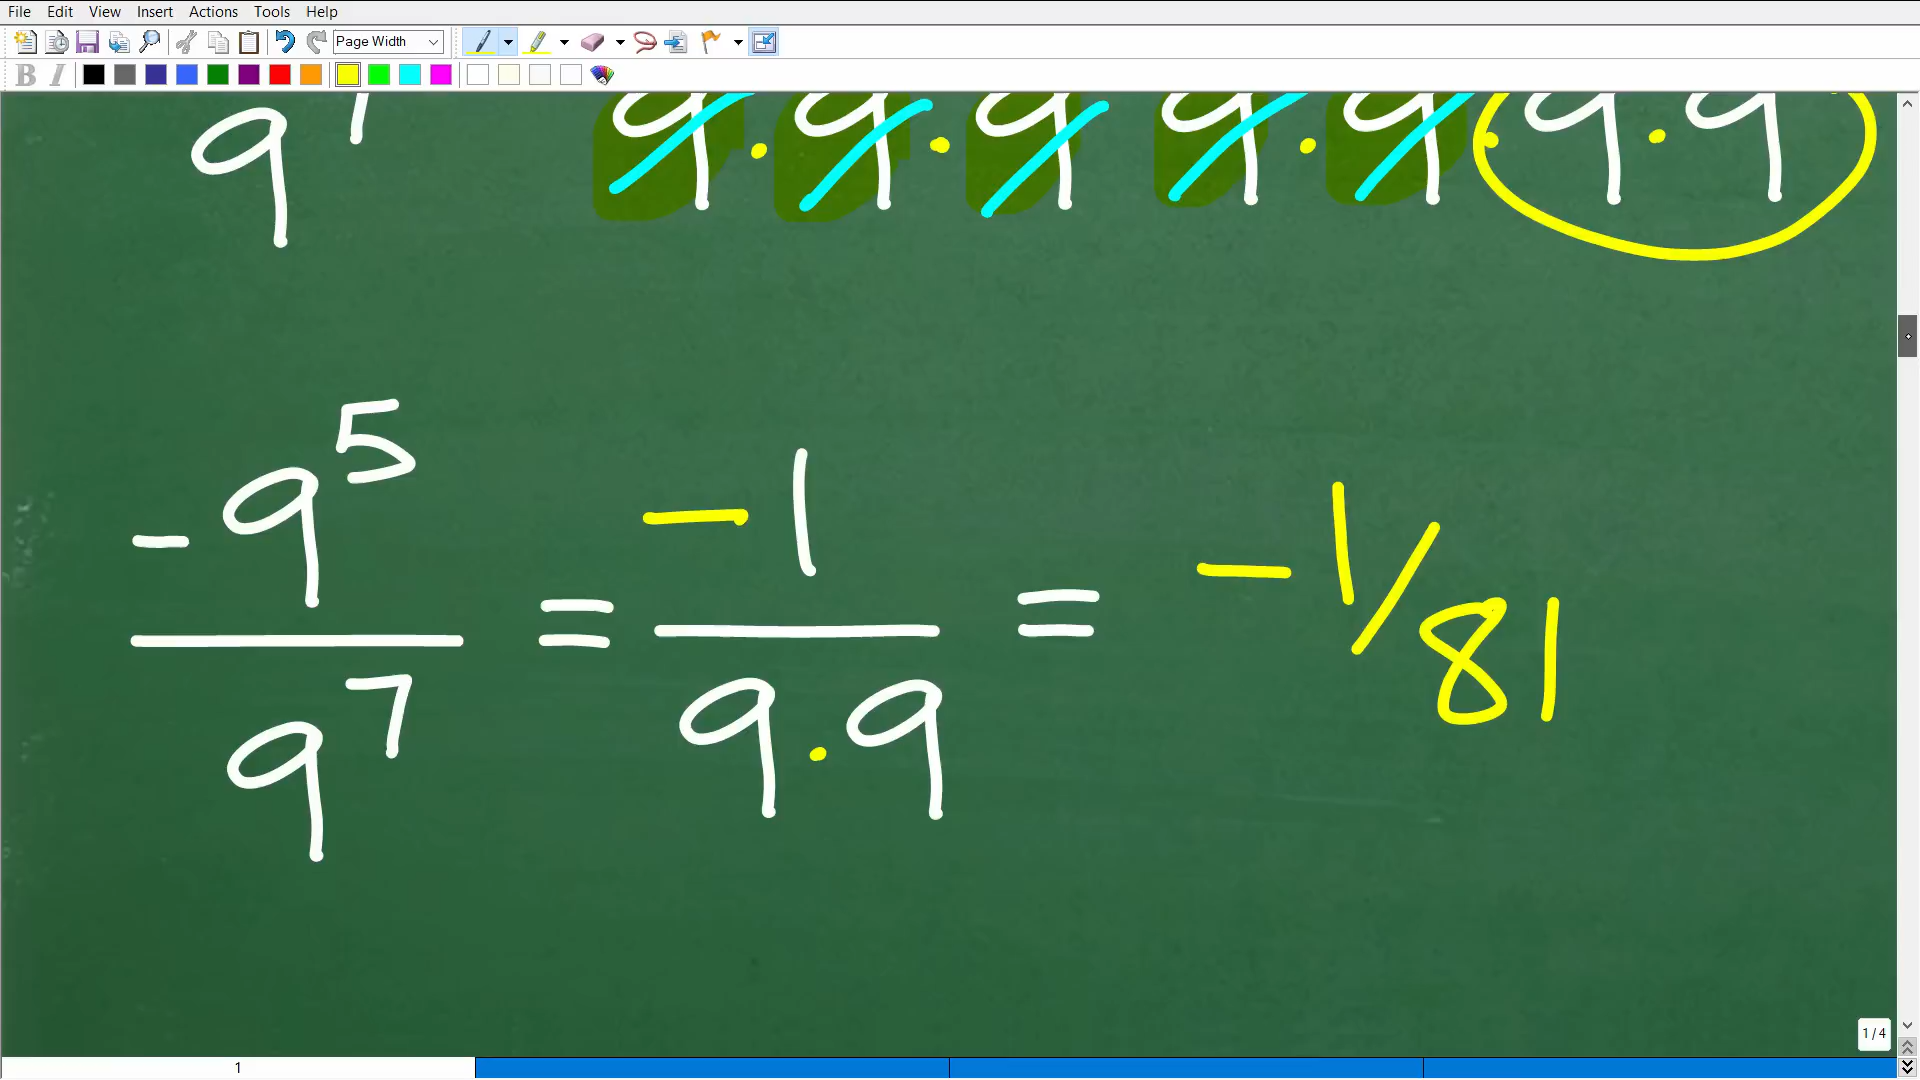 File Edit View Insert Actions Tools Help
Page Width
B I
9⁷ 9 · 9 · 9 · 9 · 9 · 9 · 9
-9⁵/9⁷ = -1/(9·9) = -1/81
1 / 4
1